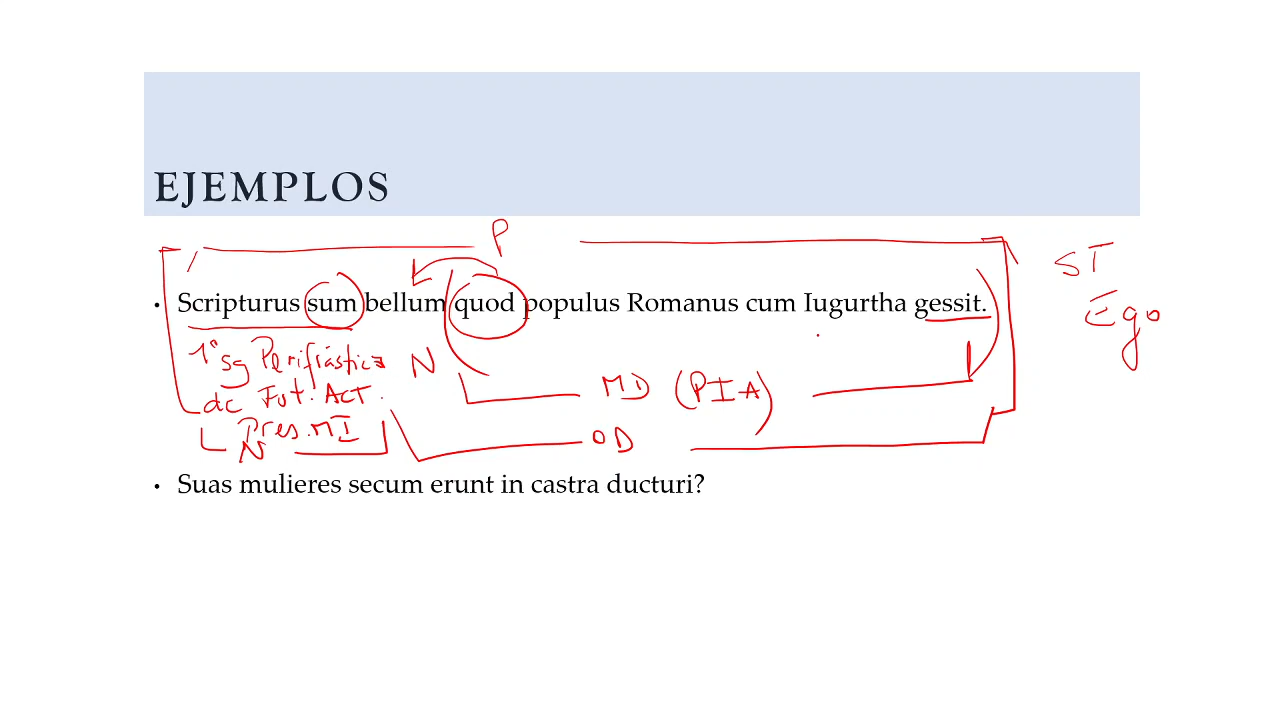 EJEMPLOS
P
ST
Ego
• Scripturus sum bellum quod populus Romanus cum Iugurtha gessit.
1º sg Perifrástica
de Fut. ACT.
Pres. MI
N
N
MD (PIA)
OD
• Suas mulieres secum erunt in castra ducturi?